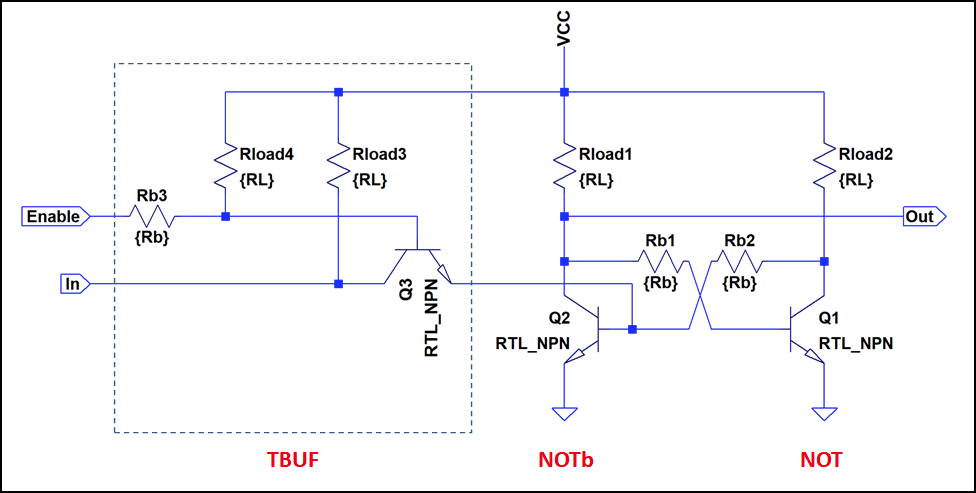 VCC
Rload4
{RL}
Rload3
{RL}
Rload1
{RL}
Rload2
{RL}
Rb3
{Rb}
Enable
Out
In
Rb1
{Rb}
Rb2
{Rb}
Q3
RTL_NPN
Q2
RTL_NPN
Q1
RTL_NPN
TBUF
NOTb
NOT